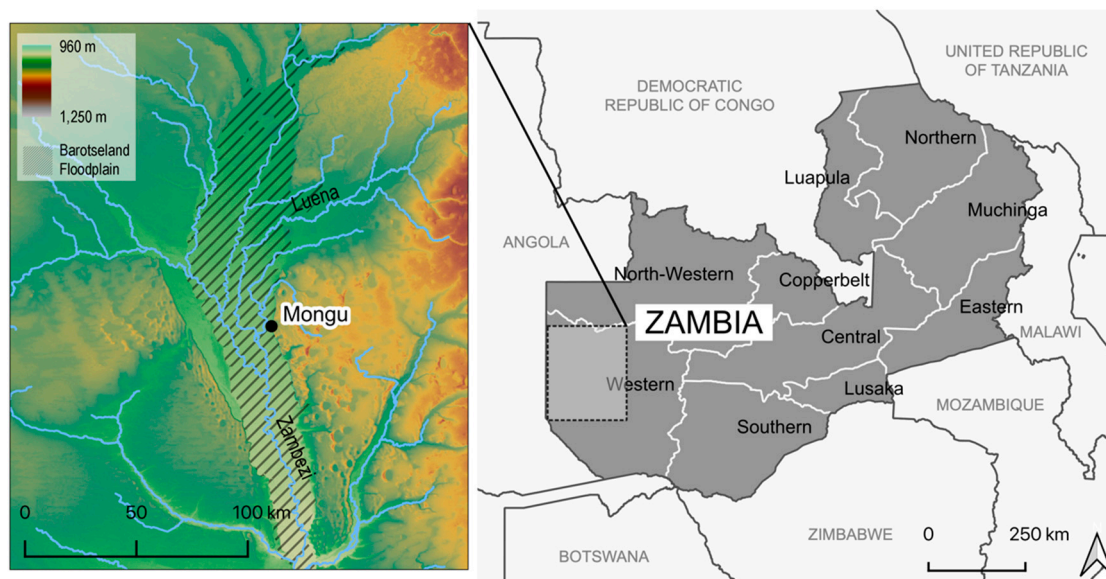 960 m
1,250 m
Barotseland
Floodplain
Luena
Mongu
Zambezi
0 50 100 km
DEMOCRATIC
REPUBLIC OF CONGO
UNITED REPUBLIC
OF TANZANIA
Northern
Luapula
Muchinga
ANGOLA
North-Western
Copperbelt
Eastern
ZAMBIA
Central
MALAWI
Western
Lusaka
MOZAMBIQUE
Southern
ZIMBABWE
BOTSWANA
0 250 km
N